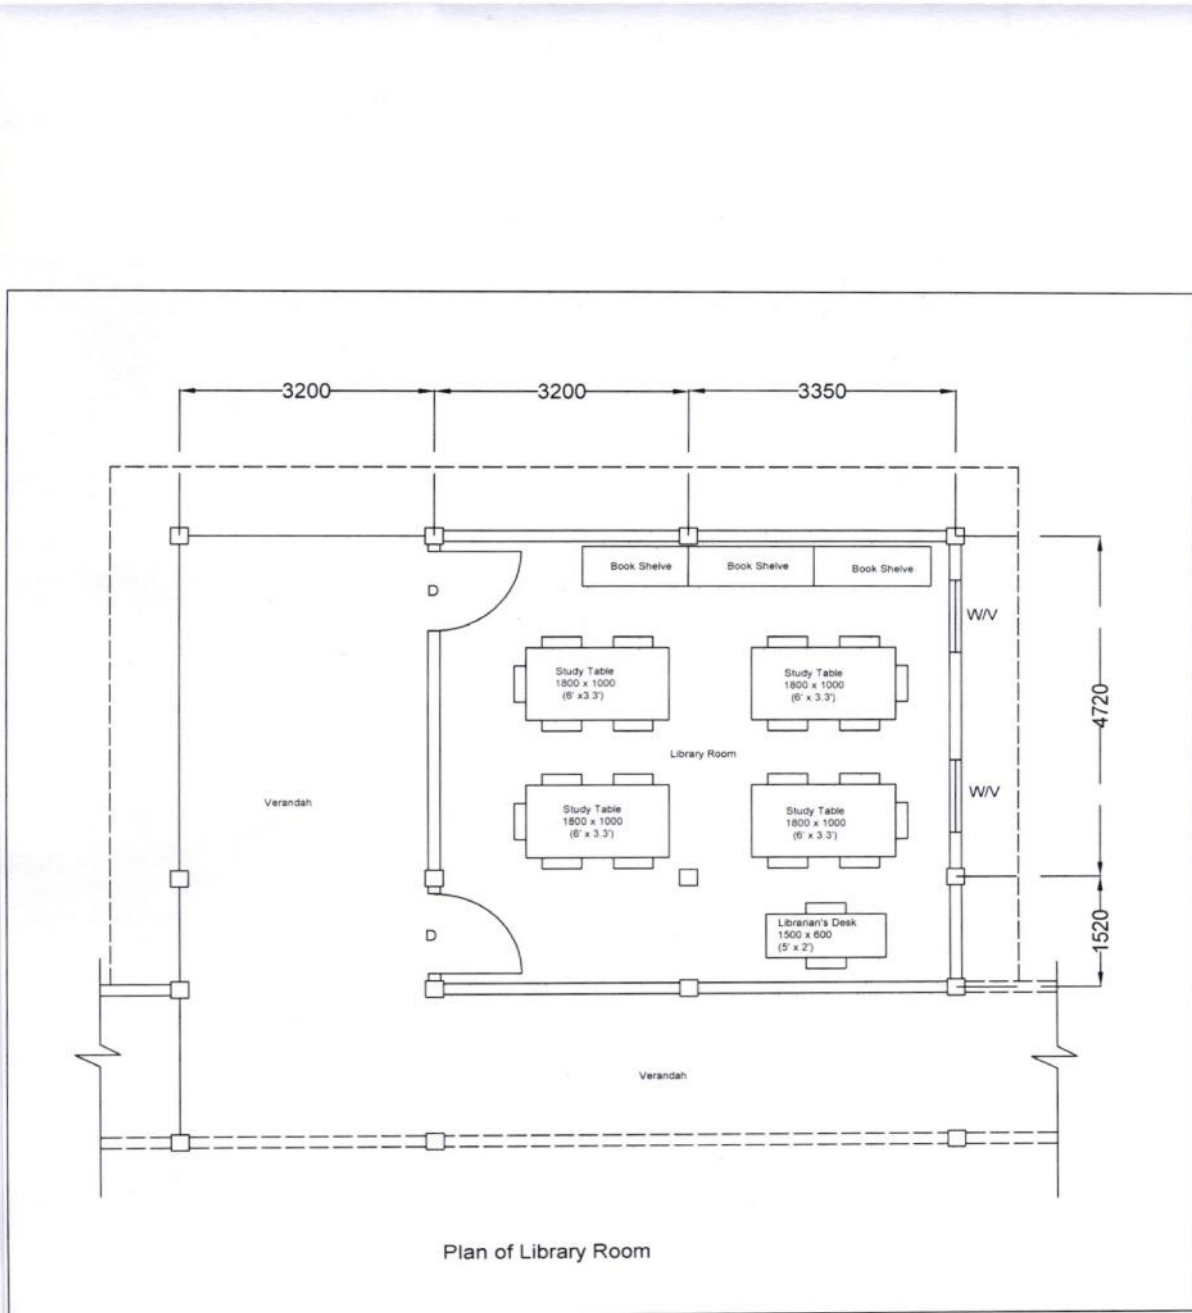 3200
3200
3350
Book Shelve
Book Shelve
Book Shelve
D
W/V
Study Table
1800 x 1000
(6' x3.3')
Study Table
1800 x 1000
(6' x 3.3')
4720
Library Room
W/V
Verandah
Study Table
1800 x 1000
(6' x 3.3')
Study Table
1800 x 1000
(6' x 3.3')
D
Librarian's Desk
1500 x 600
(5' x 2')
1520
Verandah
Plan of Library Room